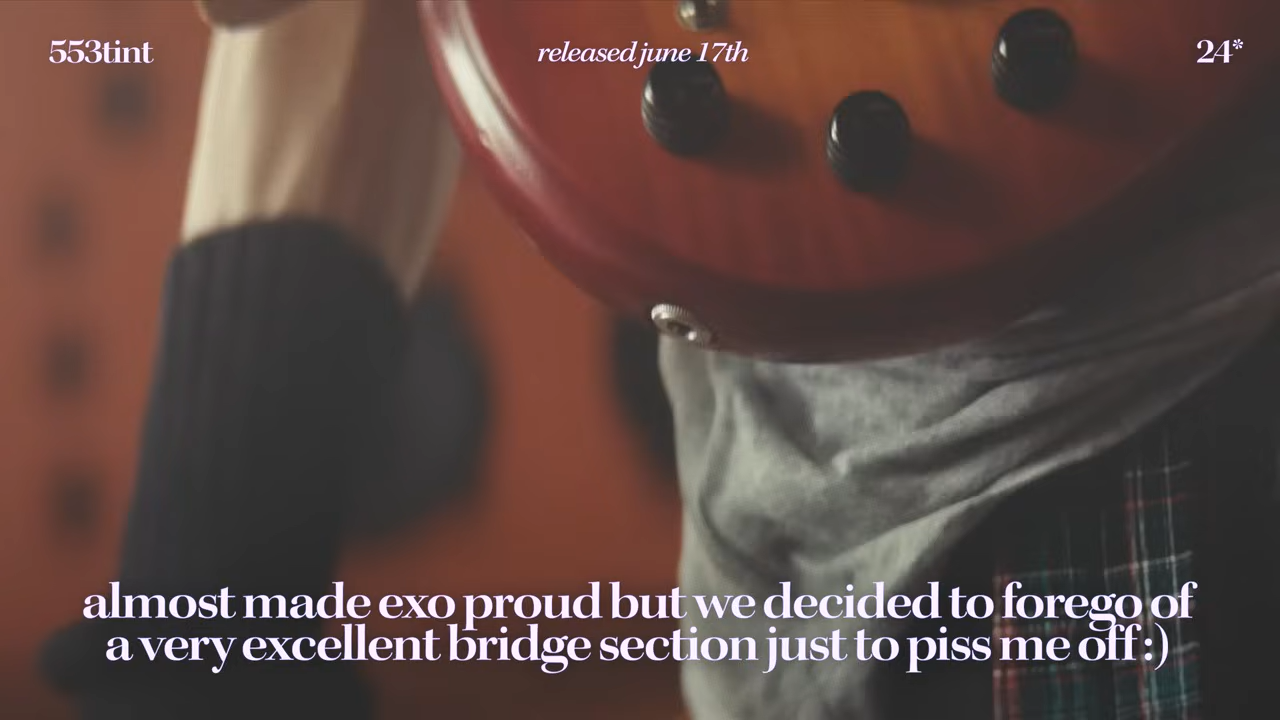 553tint
released june 17th
24*
almost made exo proud but we decided to forego of
a very excellent bridge section just to piss me off :)